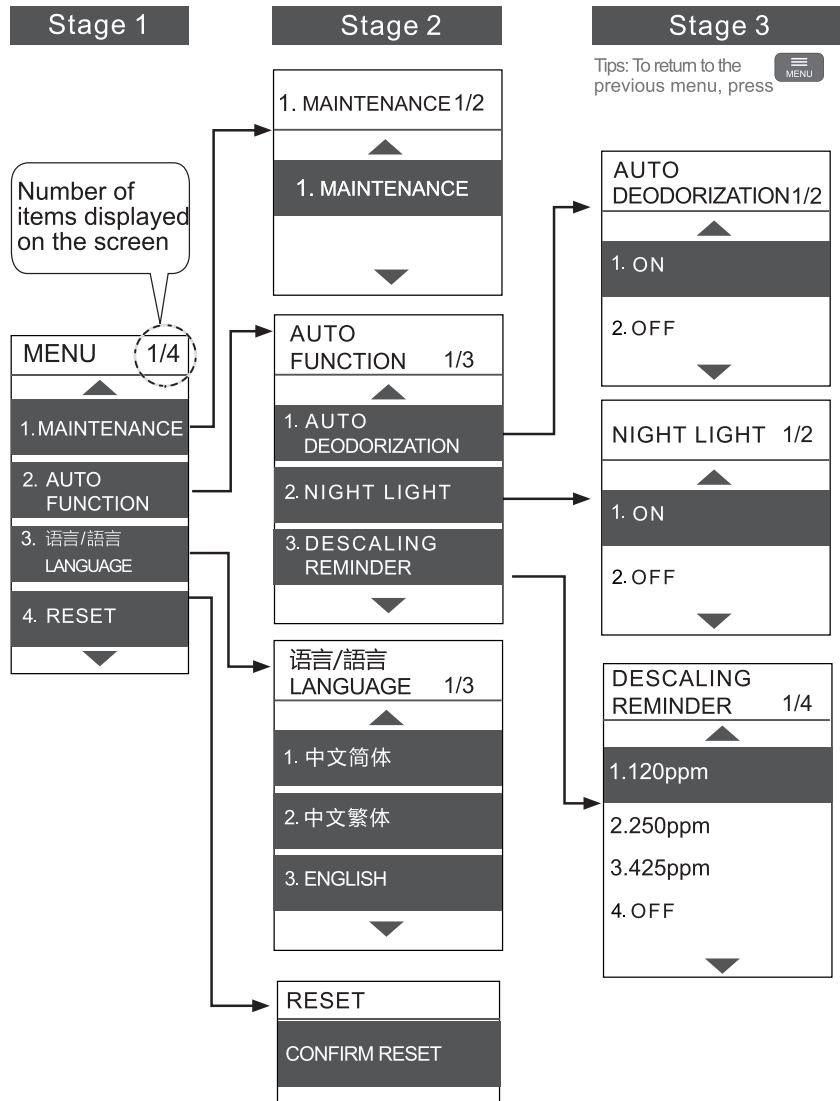 Stage 1
Stage 2
Stage 3
Tips: To return to the
previous menu, press
MENU
Number of
items displayed
on the screen
MENU 1/4
1.MAINTENANCE
2. AUTO
FUNCTION
3. 语言/語言
LANGUAGE
4. RESET
1. MAINTENANCE 1/2
1. MAINTENANCE
AUTO
FUNCTION 1/3
1. AUTO
DEODORIZATION
2. NIGHT LIGHT
3. DESCALING
REMINDER
语言/語言
LANGUAGE 1/3
1. 中文简体
2. 中文繁体
3. ENGLISH
RESET
CONFIRM RESET
AUTO
DEODORIZATION 1/2
1. ON
2. OFF
NIGHT LIGHT 1/2
1. ON
2. OFF
DESCALING
REMINDER 1/4
1.120ppm
2.250ppm
3.425ppm
4. OFF